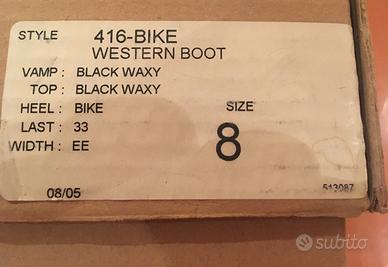 STYLE 416-BIKE
WESTERN BOOT
VAMP : BLACK WAXY
TOP : BLACK WAXY
HEEL : BIKE SIZE
LAST : 33 8
WIDTH : EE
08/05 513087
subito